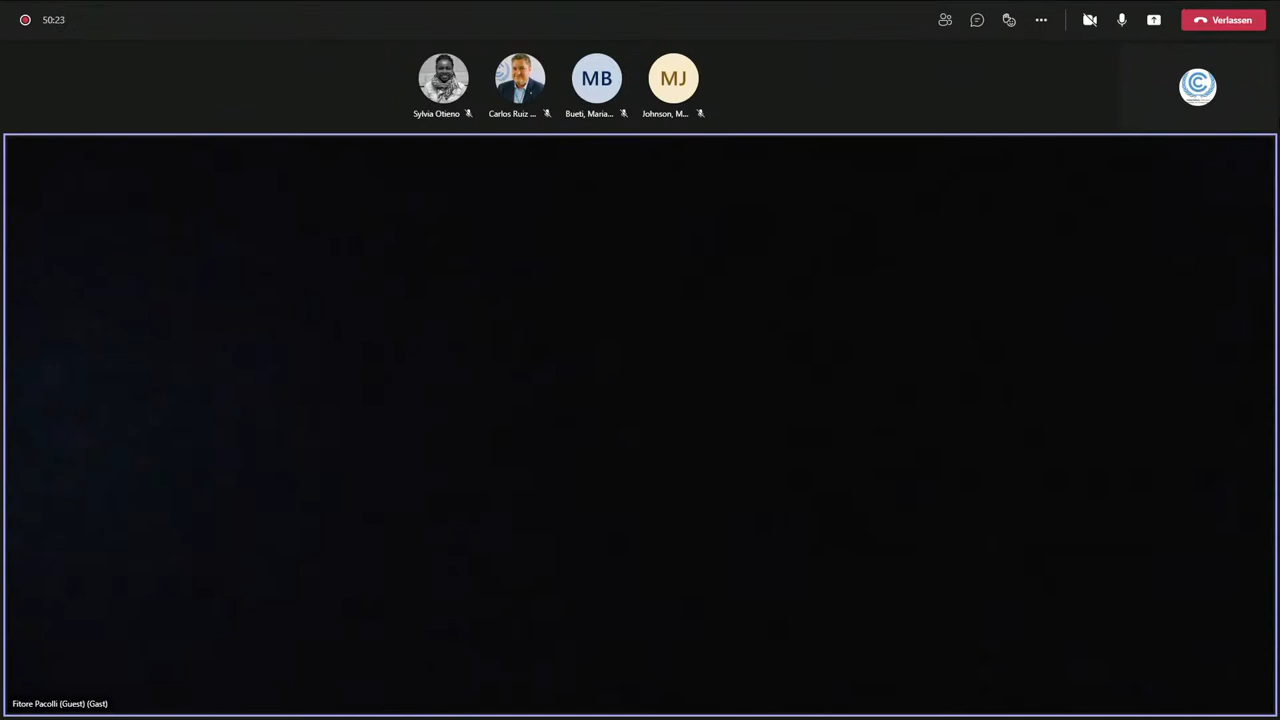 50:23
Verlassen
MB
MJ
Sylvia Otieno
Carlos Ruiz ...
Bueti, Maria...
Johnson, M...
Fitore Pacolli (Guest) (Gast)